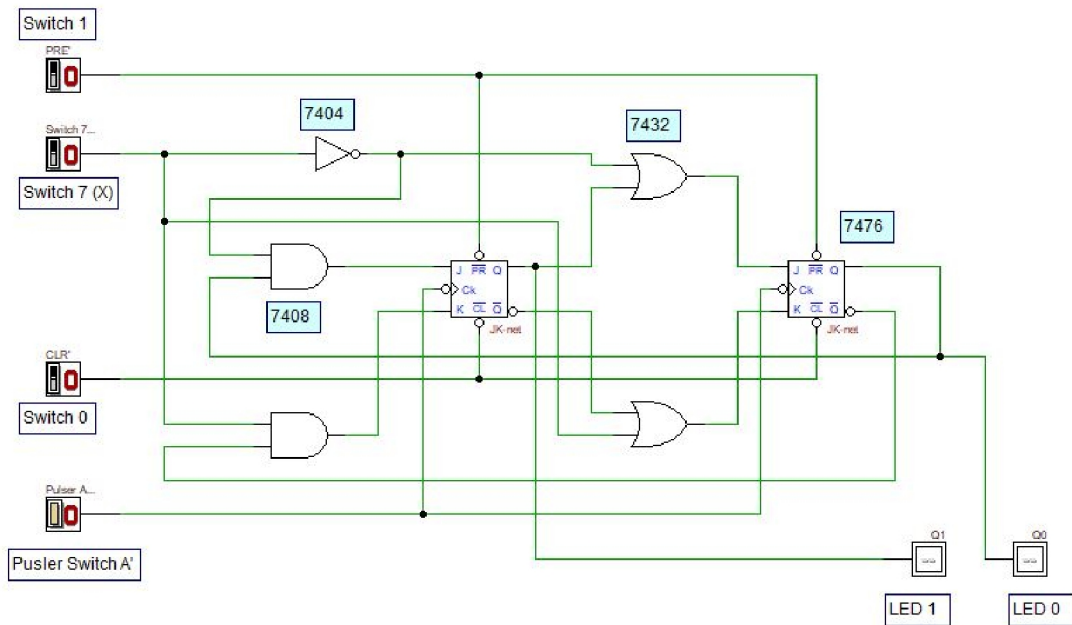 Switch 1
PRE'
7404
7432
Switch 7...
Switch 7 (X)
7476
J PR Q
Ck
K CL Q
JK-net
J PR Q
Ck
K CL Q
JK-net
7408
CLR'
Switch 0
Pulser A...
Pusler Switch A'
Q1
Q0
LED 1
LED 0